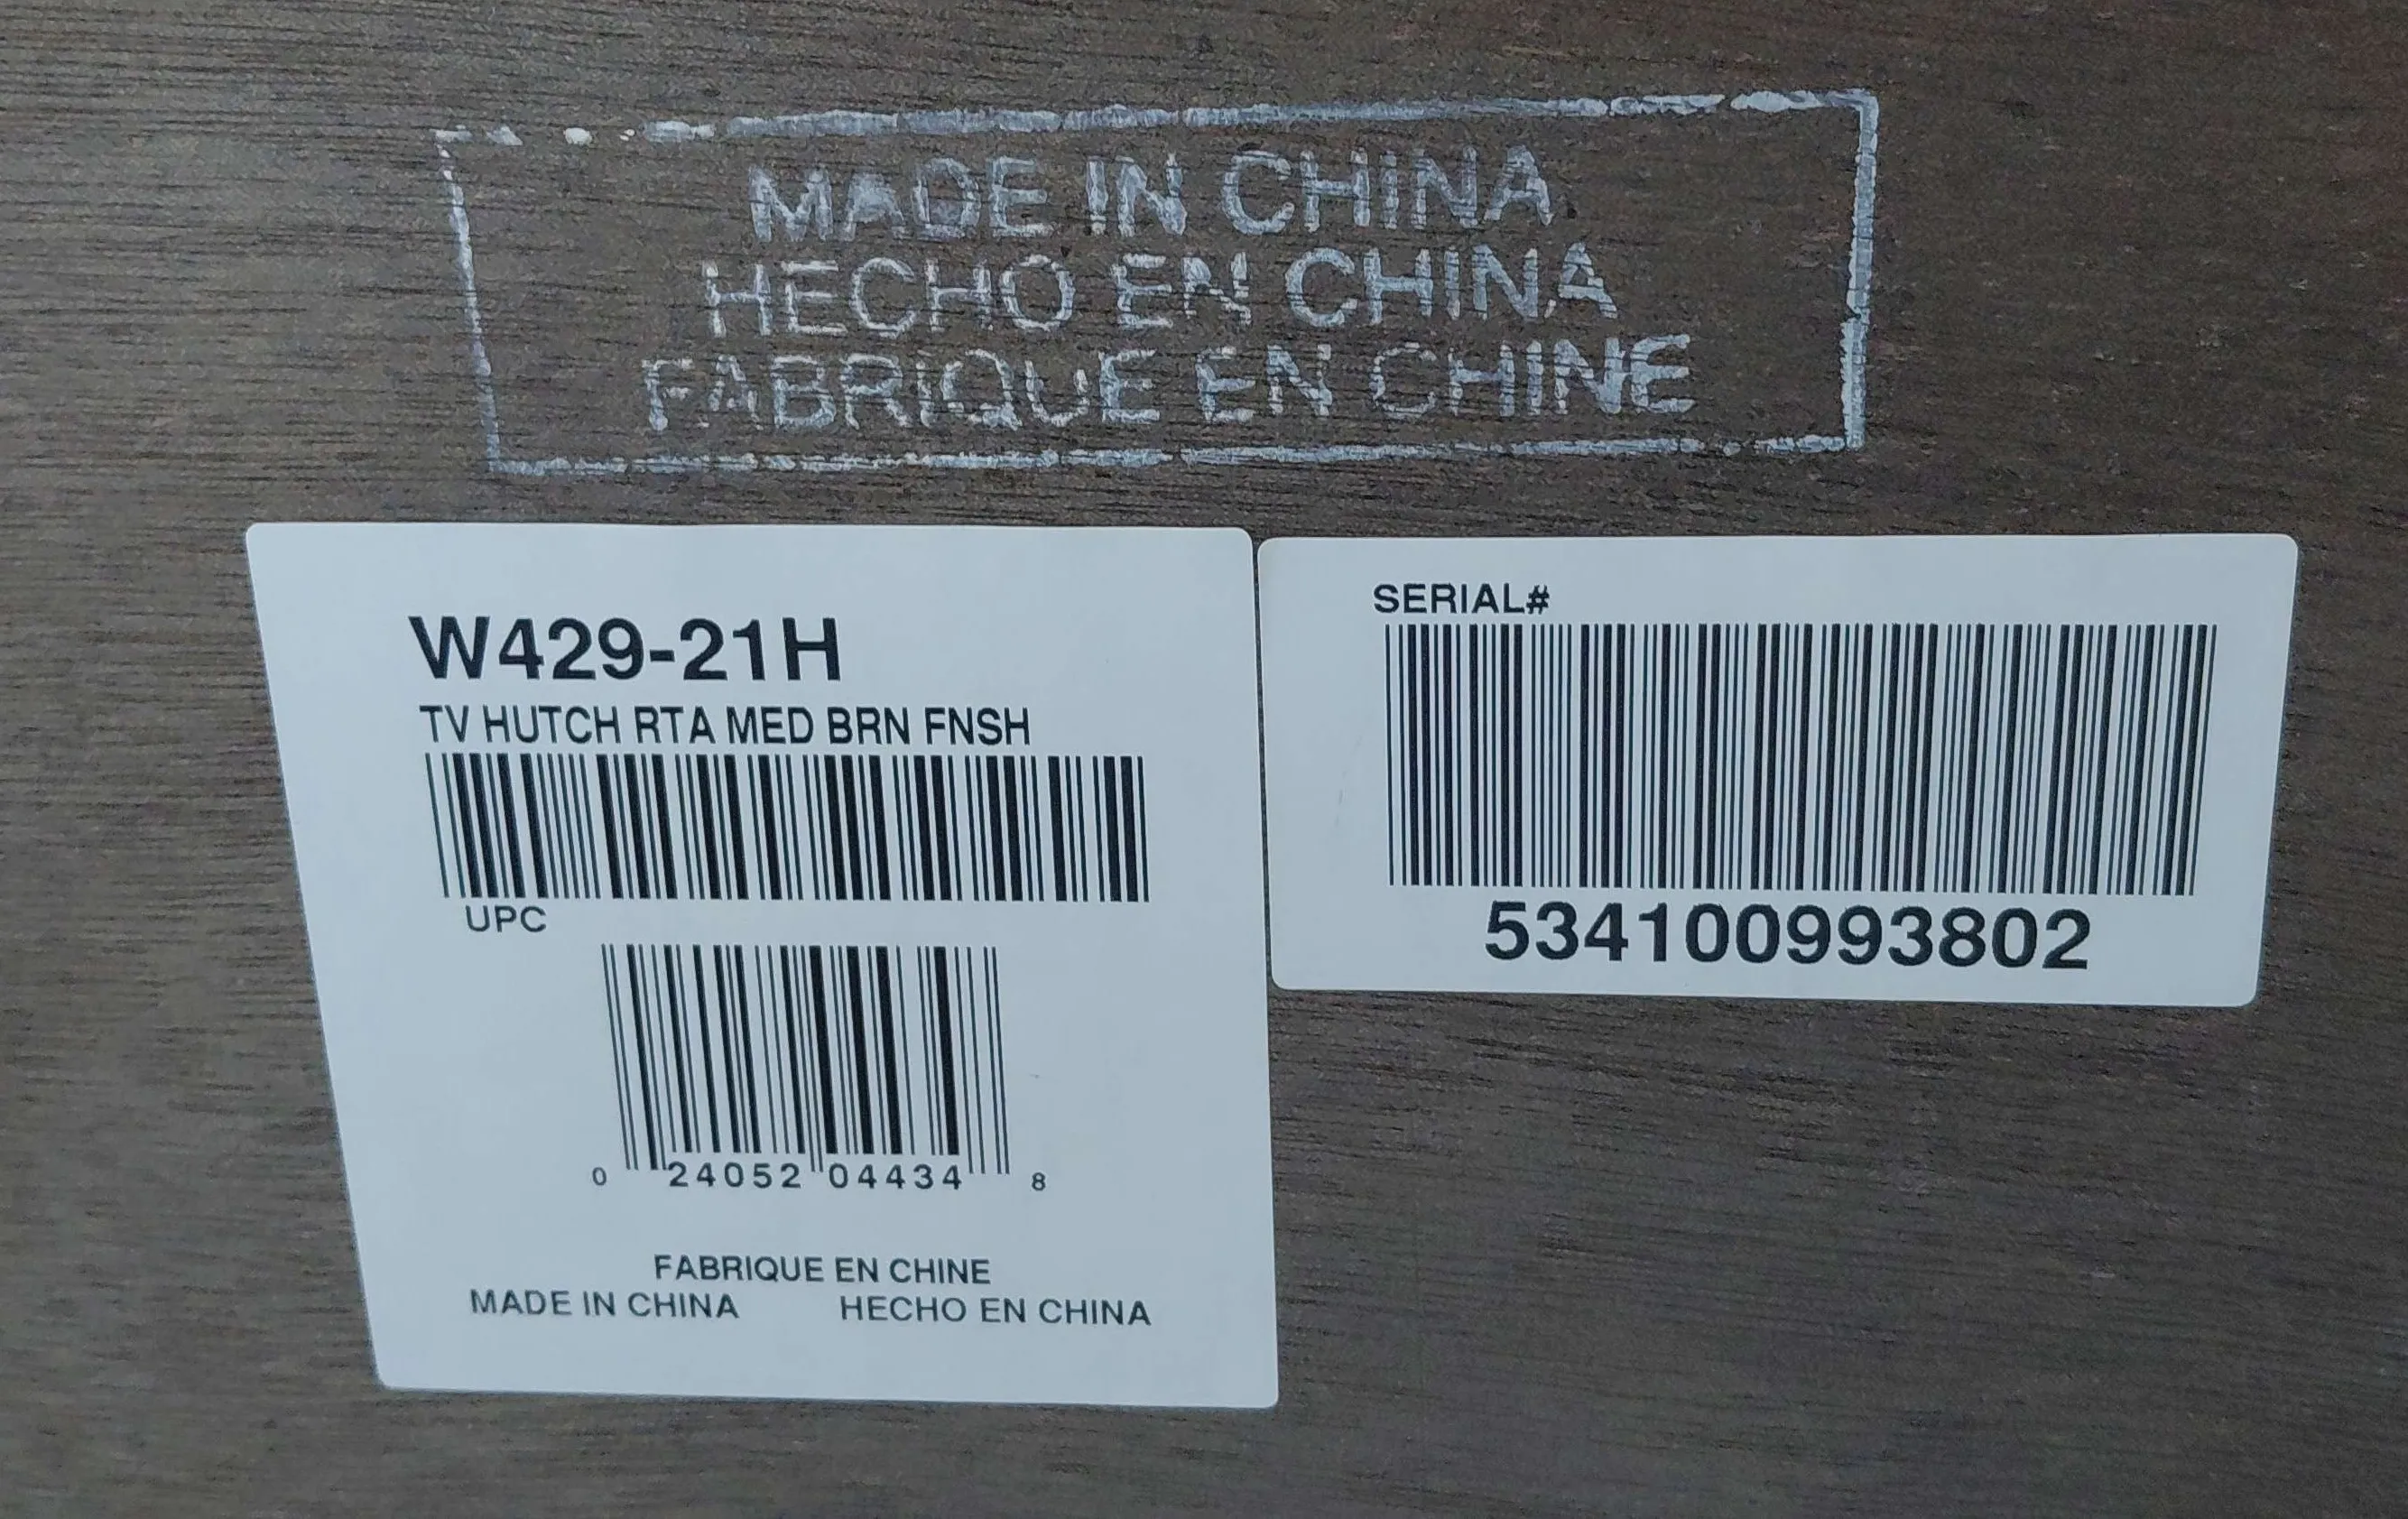 MADE IN CHINA
HECHO EN CHINA
FABRIQUE EN CHINE
W429-21H
TV HUTCH RTA MED BRN FNSH
UPC
0 24052 04434 8
FABRIQUE EN CHINE
MADE IN CHINA HECHO EN CHINA
SERIAL#
534100993802